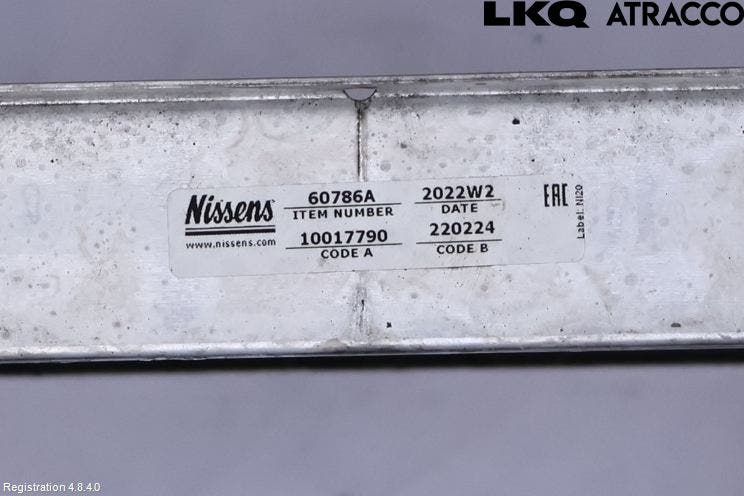 LKQ ATRACCO
Nissens
www.nissens.com
60786A
ITEM NUMBER
10017790
CODE A
2022W2
DATE
220224
CODE B
EAC
Label: NI20
Registration 4.8.4.0